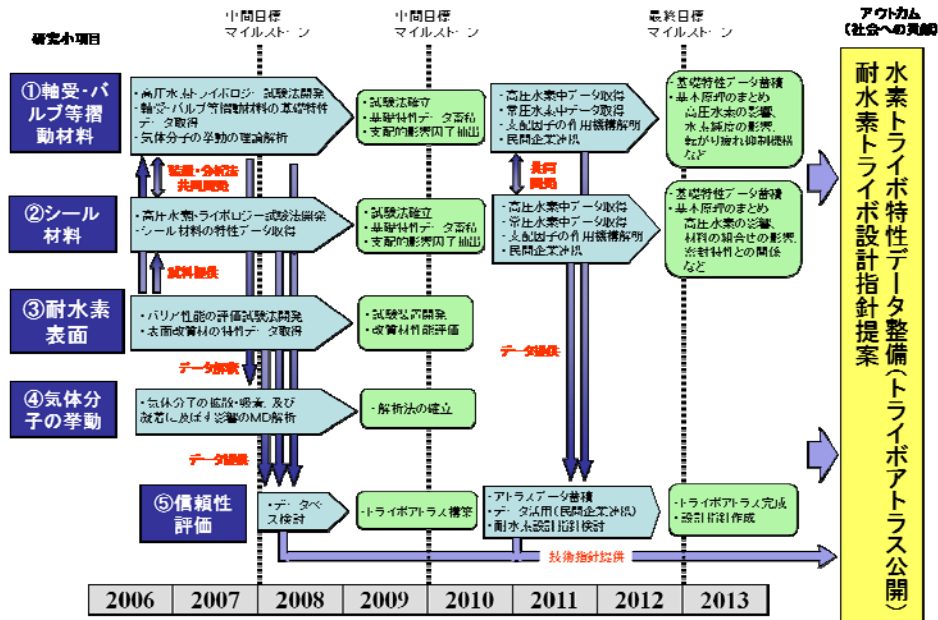 中間目標
マイルストーン
中間目標
マイルストーン
最終目標
マイルストーン
アウトカム
(社会への貢献)
研究小項目
①軸受・バ
ルブ等摺
動材料
・高圧水素トライボロジー試験法開発
・軸受・バルブ等摺動材料の基礎特性
データ取得
・気体分子の挙動の理論解析
・試験法確立
・基礎特性データ蓄積
・支配的影響因子抽出
・高圧水素中データ取得
・常圧水素中データ取得
・支配因子の作用機構解明
・民間企業連携
・基礎特性データ蓄積
・基本原理のまとめ
高圧水素の影響、
水素純度の影響、
転がり疲れ抑制機構
など
装置・分析法
共同開発
共同
開発
②シール
材料
・高圧水素トライボロジー試験法開発
・シール材料の特性データ取得
・試験法確立
・基礎特性データ蓄積
・支配的影響因子抽出
・高圧水素中データ取得
・常圧水素中データ取得
・支配因子の作用機構解明
・民間企業連携
・基礎特性データ蓄積
・基本原理のまとめ
高圧水素の影響、
材料の組合せの影響、
密封特性との関係
など
試料提供
③耐水素
表面
・バリア性能の評価試験法開発
・表面改質材の特性データ取得
・試験装置開発
・改質材性能評価
データ解釈
データ提供
④気体分
子の挙動
・気体分子の拡散・吸着、及び
凝着に及ぼす影響のMD解析
・解析法の確立
データ提供
⑤信頼性
評価
・データベー
ス検討
・トライボアトラス構築
・アトラスデータ蓄積
・データ活用(民間企業連携)
・耐水素設計指針検討
・トライボアトラス完成
・設計指針作成
技術指針提供
水素トライボ特性データ整備(トライボアトラス公開)
耐水素トライボ設計指針提案
2006 2007 2008 2009 2010 2011 2012 2013